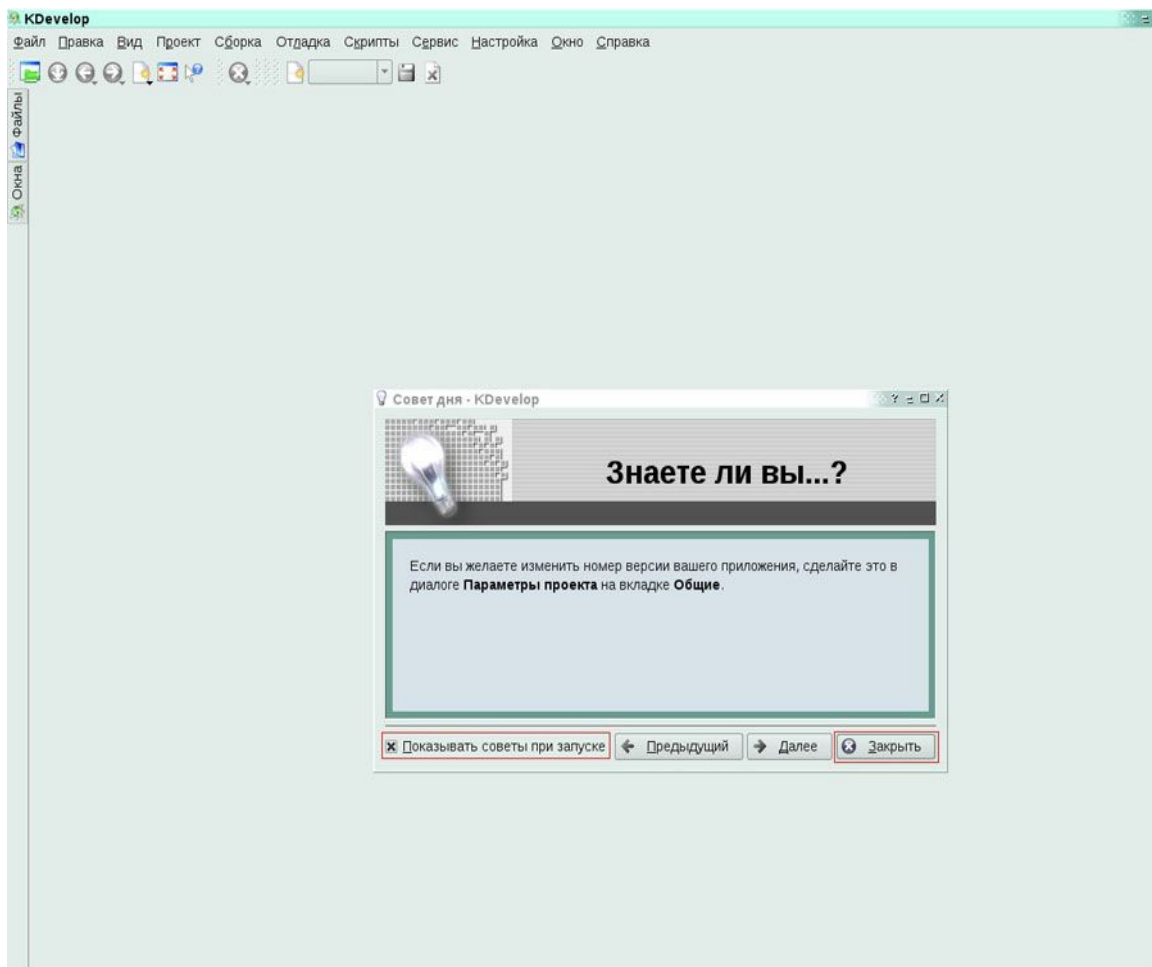 KDevelop
Файл Правка Вид Проект Сборка Отладка Скрипты Сервис Настройка Окно Справка
Файлы
Окна
Совет дня - KDevelop
Знаете ли вы...?
Если вы желаете изменить номер версии вашего приложения, сделайте это в
диалоге Параметры проекта на вкладке Общие.
Показывать советы при запуске Предыдущий Далее Закрыть